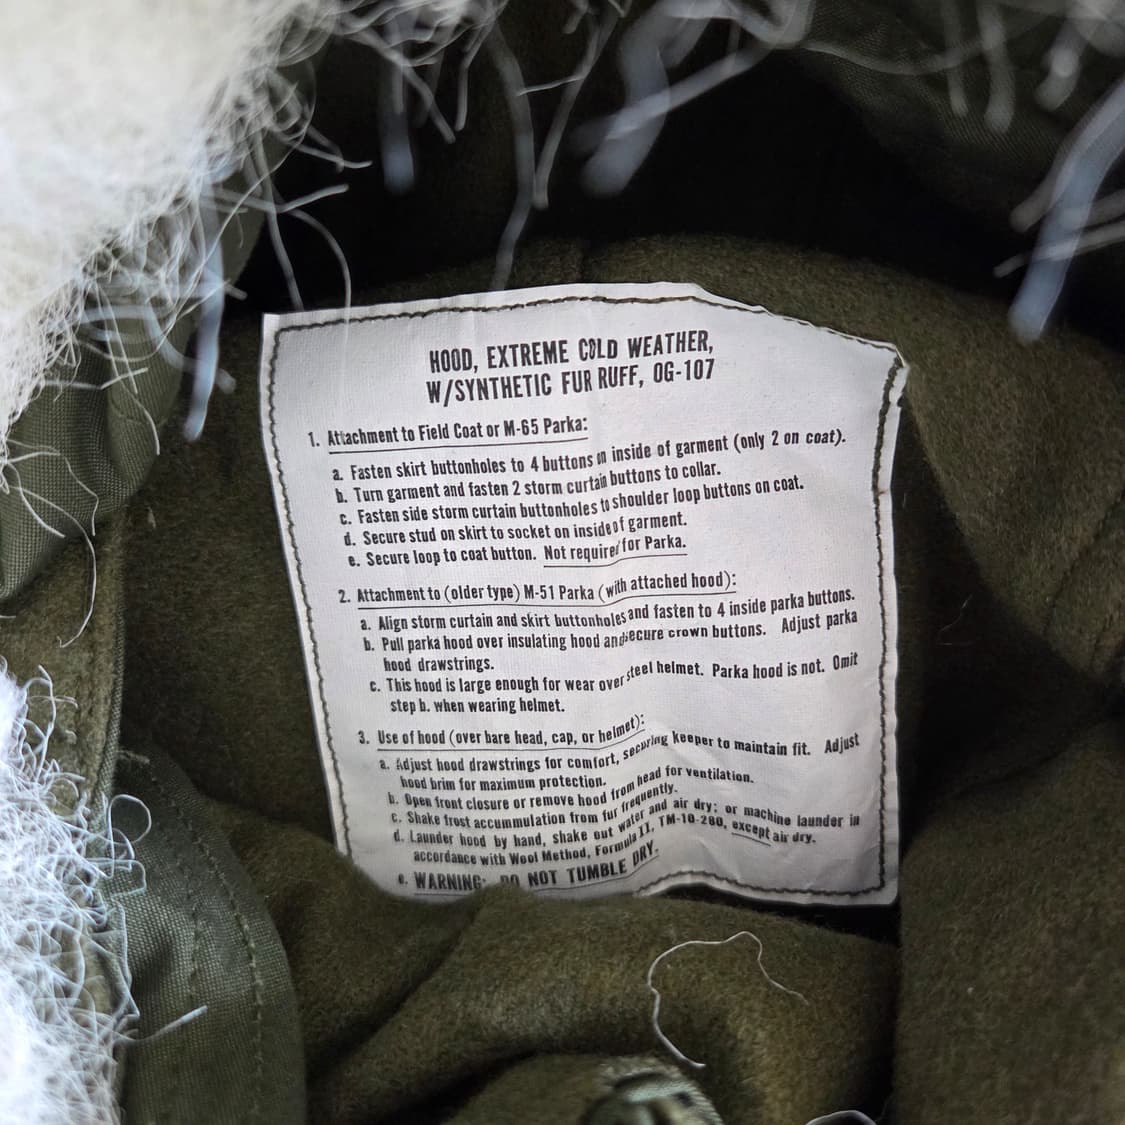 HOOD, EXTREME COLD WEATHER,
W/SYNTHETIC FUR RUFF, OG-107
1. Attachment to Field Coat or M-65 Parka:
a. Fasten skirt buttonholes to 4 buttons on inside of garment (only 2 on coat).
b. Turn garment and fasten 2 storm curtain buttons to collar.
c. Fasten side storm curtain buttonholes to shoulder loop buttons on coat.
d. Secure stud on skirt to socket on inside of garment.
e. Secure loop to coat button. Not required for Parka.
2. Attachment to (older type) M-51 Parka (with attached hood):
a. Align storm curtain and skirt buttonholes and fasten to 4 inside parka buttons.
b. Pull parka hood over insulating hood and secure crown buttons. Adjust parka
hood drawstrings.
c. This hood is large enough for wear over steel helmet. Parka hood is not. Omit
step b. when wearing helmet.
3. Use of hood (over bare head, cap, or helmet):
a. Adjust hood drawstrings for comfort, securing keeper to maintain fit. Adjust
hood brim for maximum protection.
b. Open front closure or remove hood from head for ventilation.
c. Shake frost accummulation from fur frequently.
d. Launder hood by hand, shake out water and air dry; or machine launder in
accordance with Wool Method, Formula II, TM-10-280, except air dry.
e. WARNING: DO NOT TUMBLE DRY.